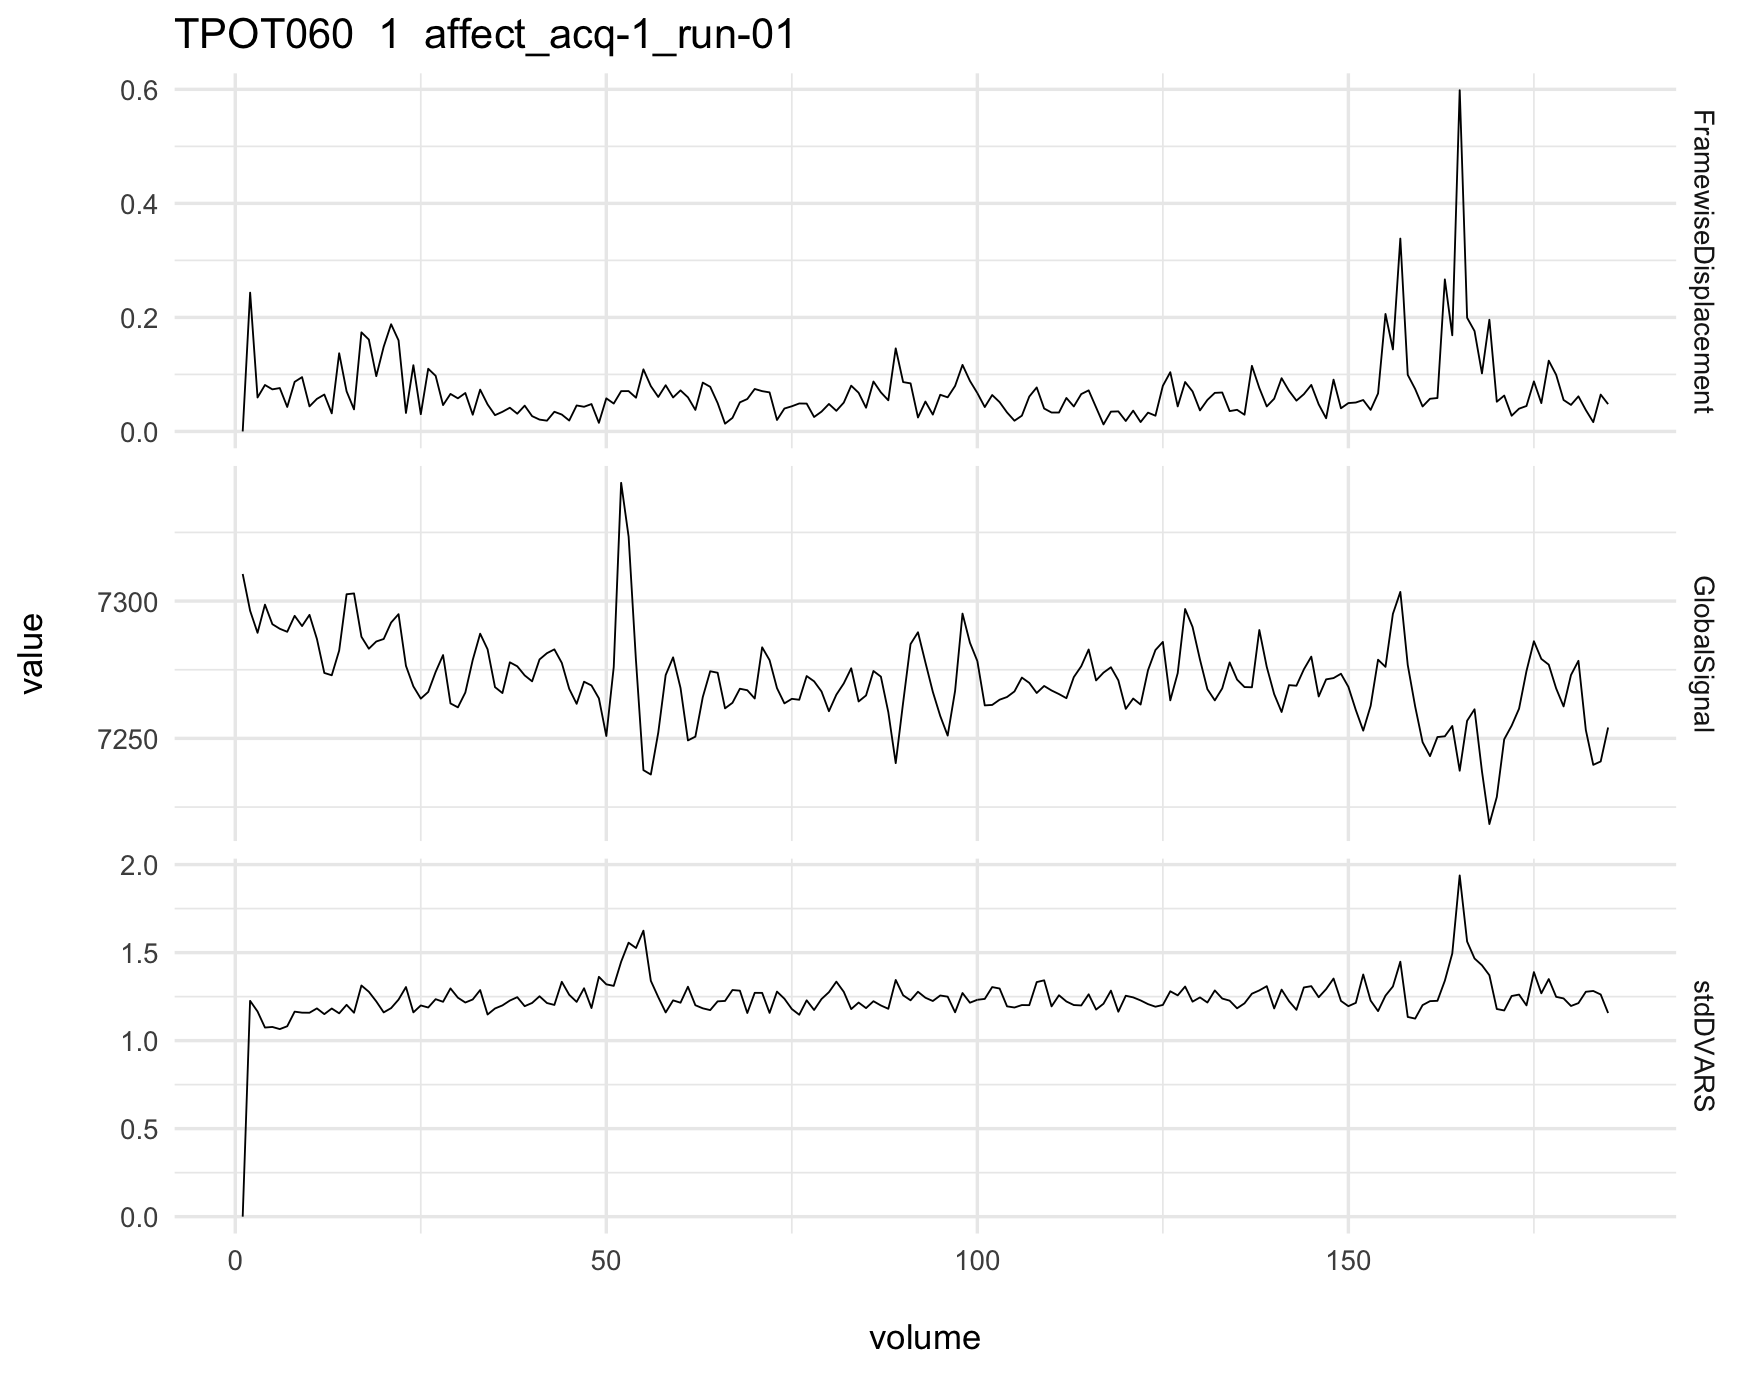 TPOT060 1 affect_acq-1_run-01
0.6
0.4
0.2
0.0
FramewiseDisplacement
7300
7250
GlobalSignal
value
2.0
1.5
1.0
0.5
0.0
stdDVARS
0 50 100 150
volume